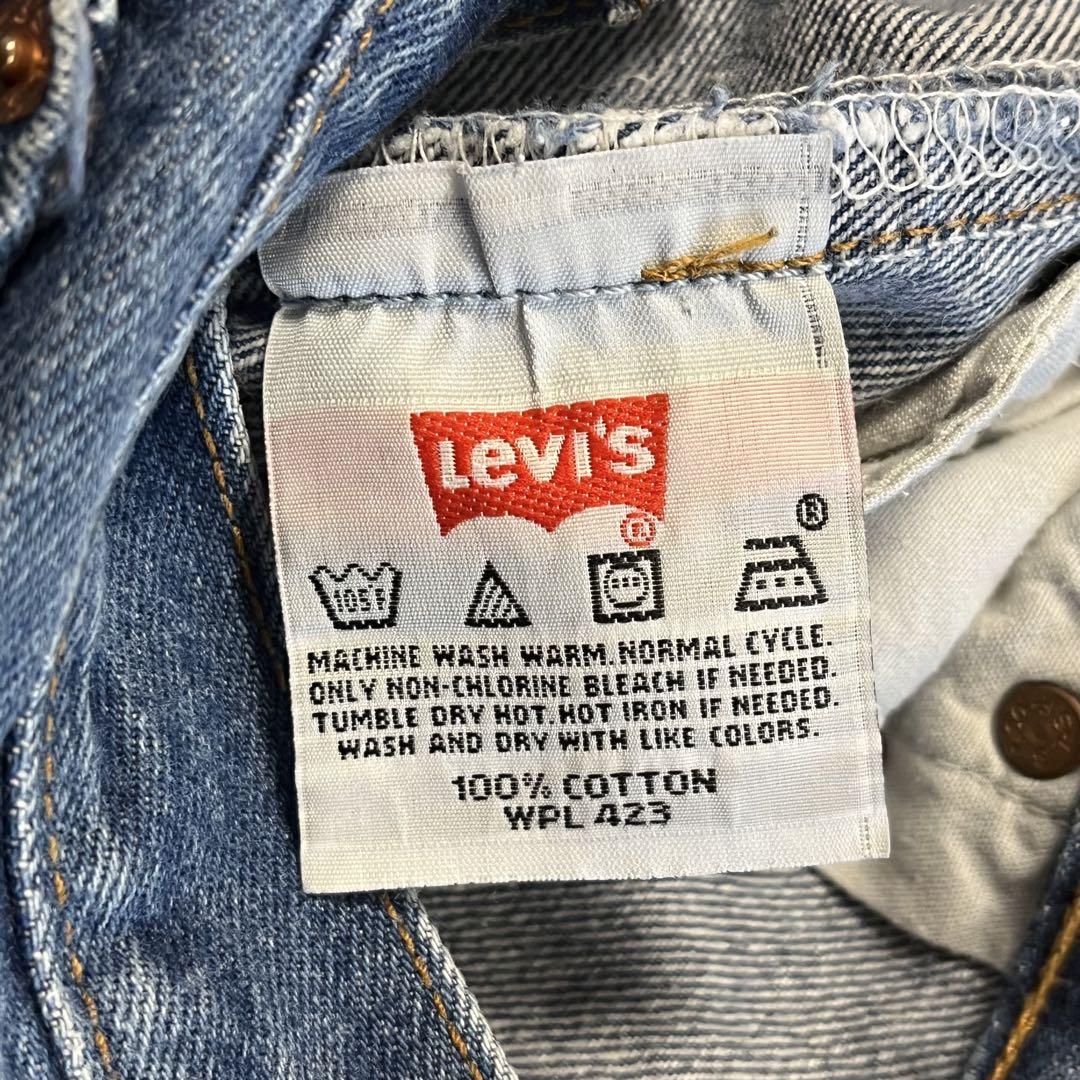 LEVI'S
®
®
105F
MACHINE WASH WARM. NORMAL CYCLE.
ONLY NON-CHLORINE BLEACH IF NEEDED.
TUMBLE DRY HOT. HOT IRON IF NEEDED.
WASH AND DRY WITH LIKE COLORS.
100% COTTON
WPL 423